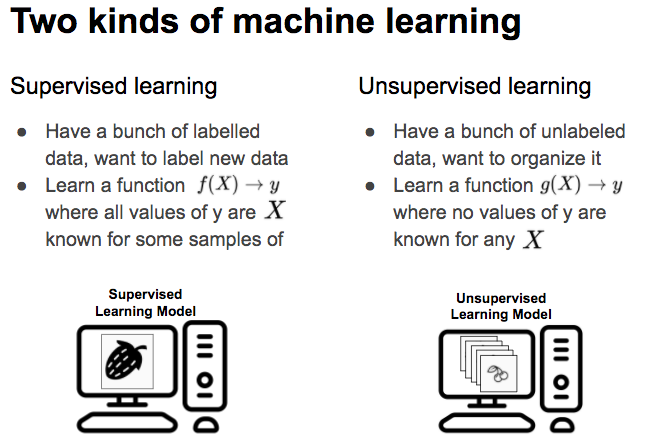 Two kinds of machine learning
Supervised learning
● Have a bunch of labelled
data, want to label new data
● Learn a function f(X) → y
where all values of y are X
known for some samples of
Unsupervised learning
● Have a bunch of unlabeled
data, want to organize it
● Learn a function g(X) → y
where no values of y are
known for any X
Supervised
Learning Model
Unsupervised
Learning Model